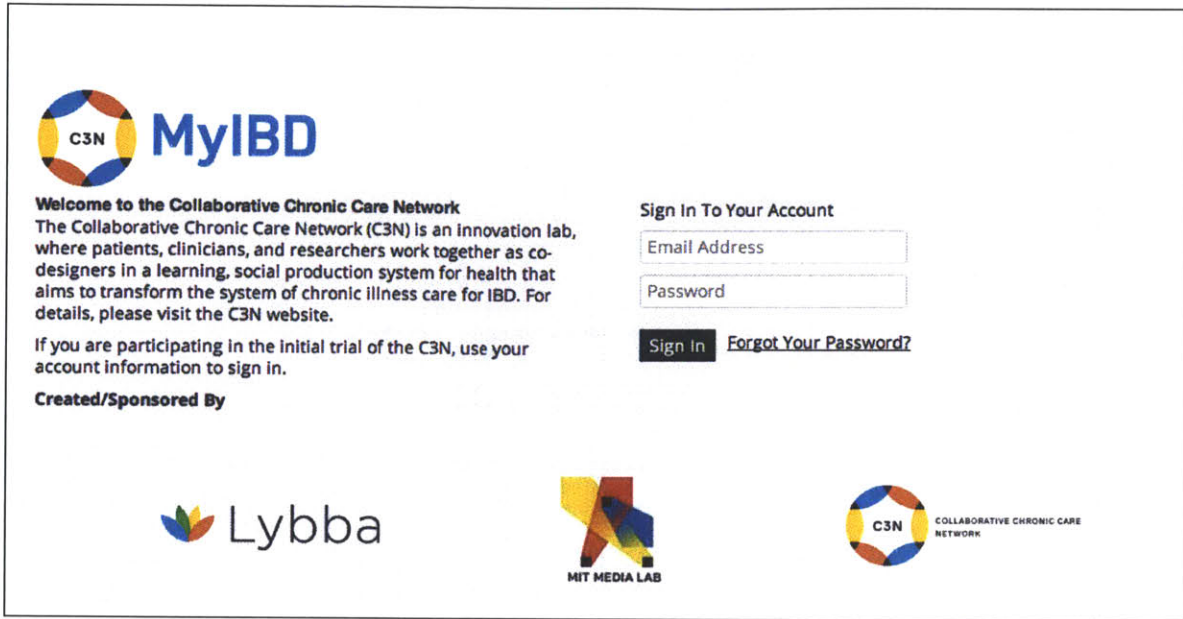 C3N MyIBD
Welcome to the Collaborative Chronic Care Network
The Collaborative Chronic Care Network (C3N) is an innovation lab,
where patients, clinicians, and researchers work together as co-
designers in a learning, social production system for health that
aims to transform the system of chronic illness care for IBD. For
details, please visit the C3N website.
If you are participating in the initial trial of the C3N, use your
account information to sign in.
Created/Sponsored By
Sign In To Your Account
Email Address
Password
Sign In Forgot Your Password?
Lybba
MIT MEDIA LAB
C3N
COLLABORATIVE CHRONIC CARE
NETWORK